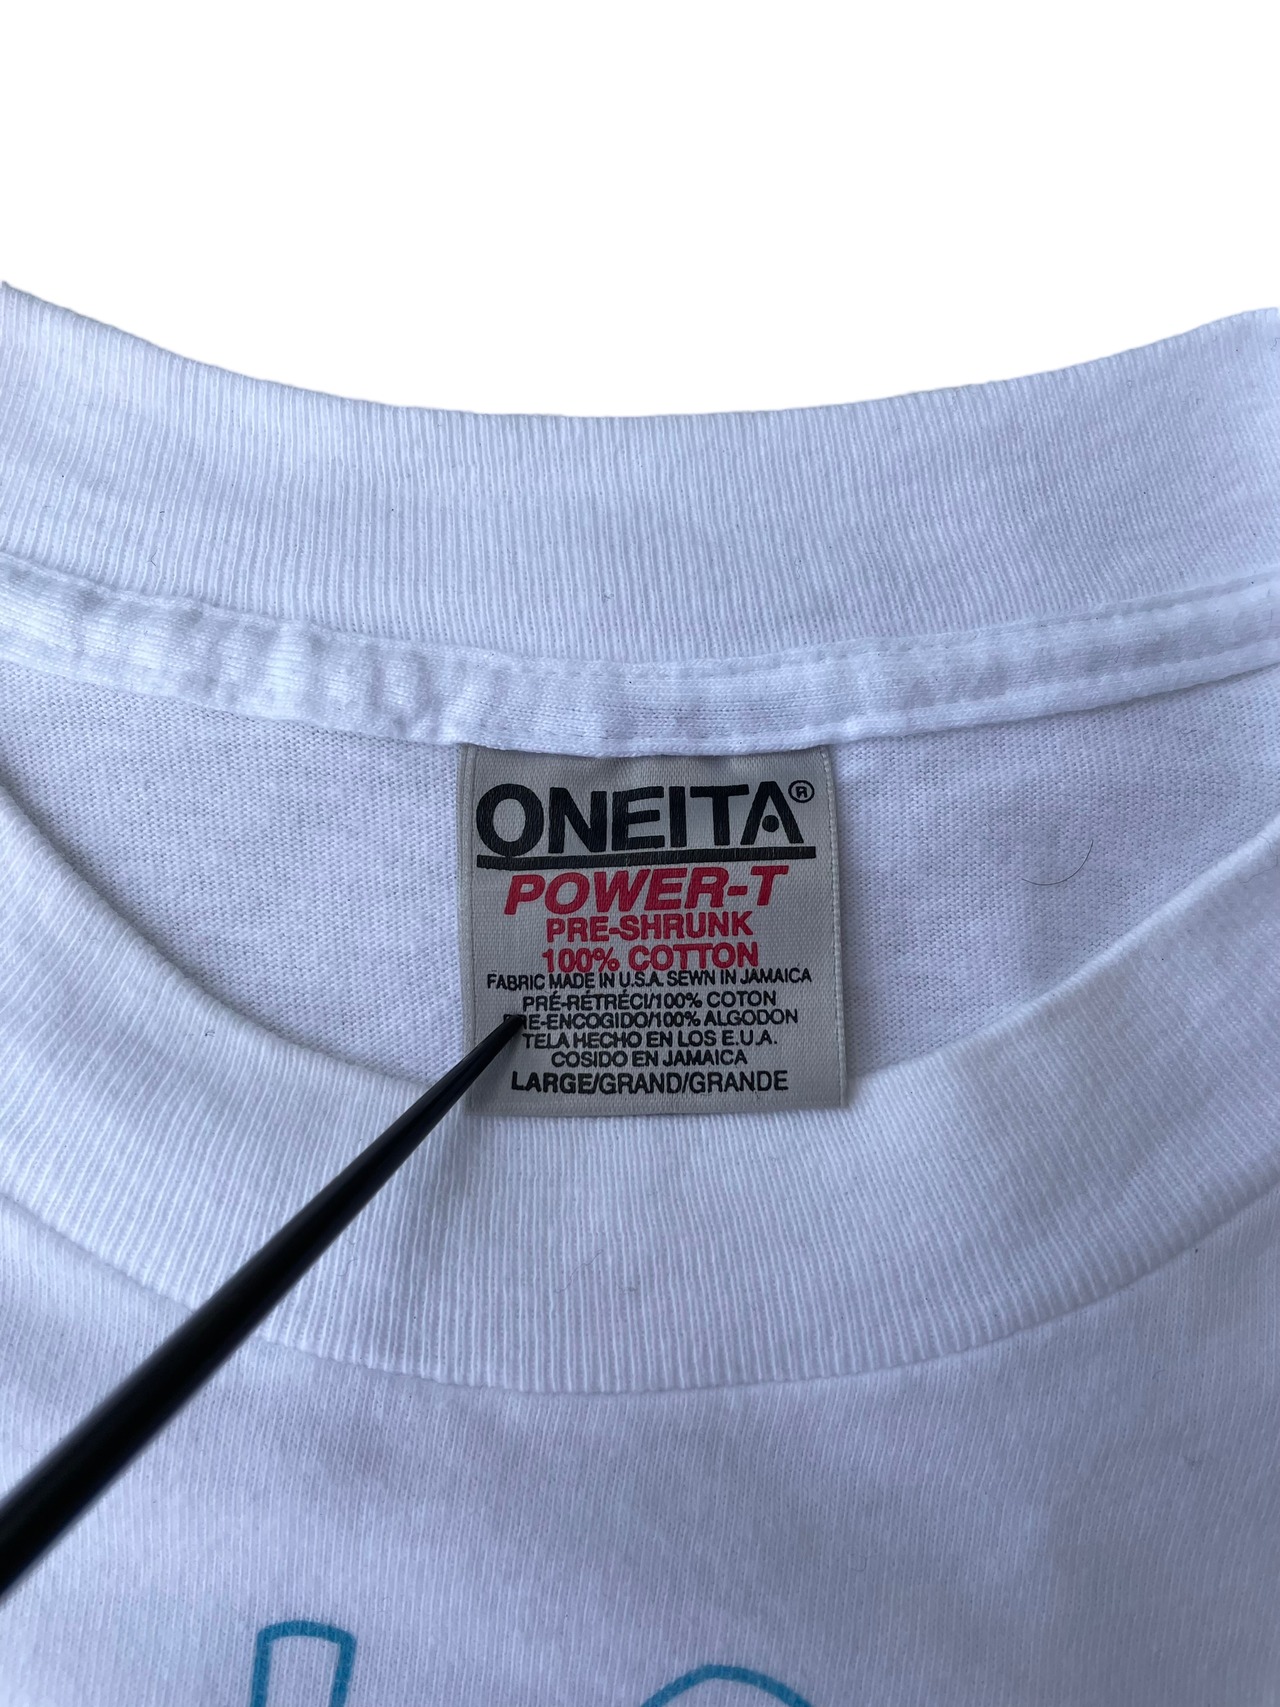 ONEITA®
POWER-T
PRE-SHRUNK
100% COTTON
FABRIC MADE IN U.S.A. SEWN IN JAMAICA
PRÉ-RÉTRÉCI/100% COTON
PRE-ENCOGIDO/100% ALGODON
TELA HECHO EN LOS E.U.A.
COSIDO EN JAMAICA
LARGE/GRAND/GRANDE